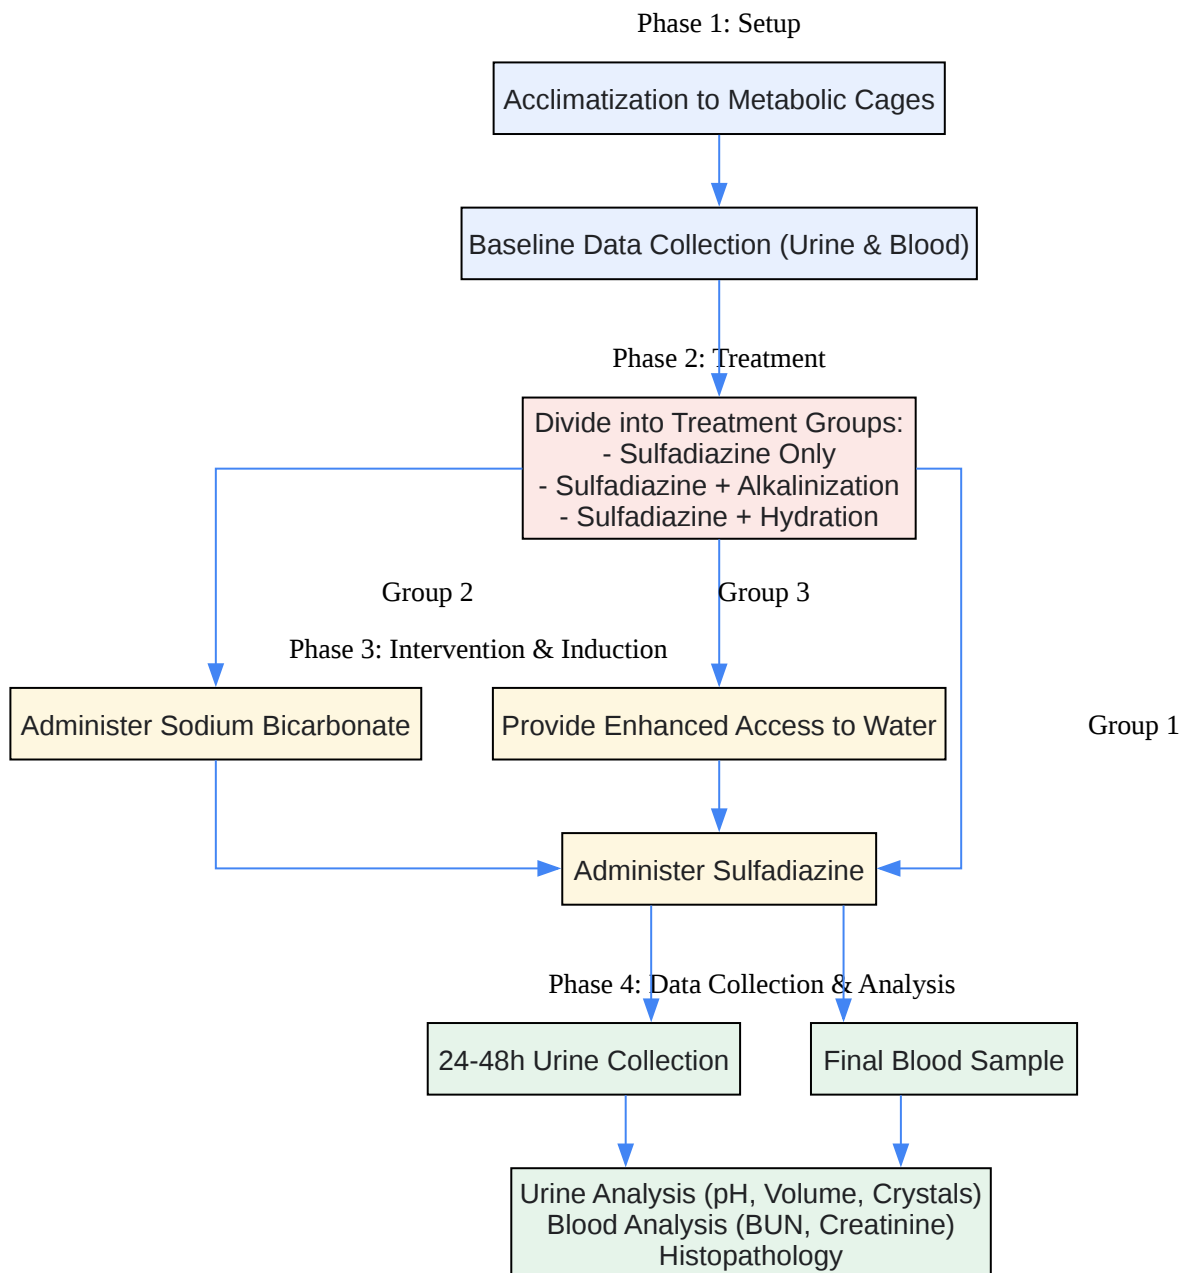 Phase 1: Setup
Acclimatization to Metabolic Cages
Baseline Data Collection (Urine & Blood)
Phase 2: Treatment
Divide into Treatment Groups:
- Sulfadiazine Only
- Sulfadiazine + Alkalinization
- Sulfadiazine + Hydration
Group 2
Group 3
Phase 3: Intervention & Induction
Administer Sodium Bicarbonate
Provide Enhanced Access to Water
Group 1
Administer Sulfadiazine
Phase 4: Data Collection & Analysis
24-48h Urine Collection
Final Blood Sample
Urine Analysis (pH, Volume, Crystals)
Blood Analysis (BUN, Creatinine)
Histopathology